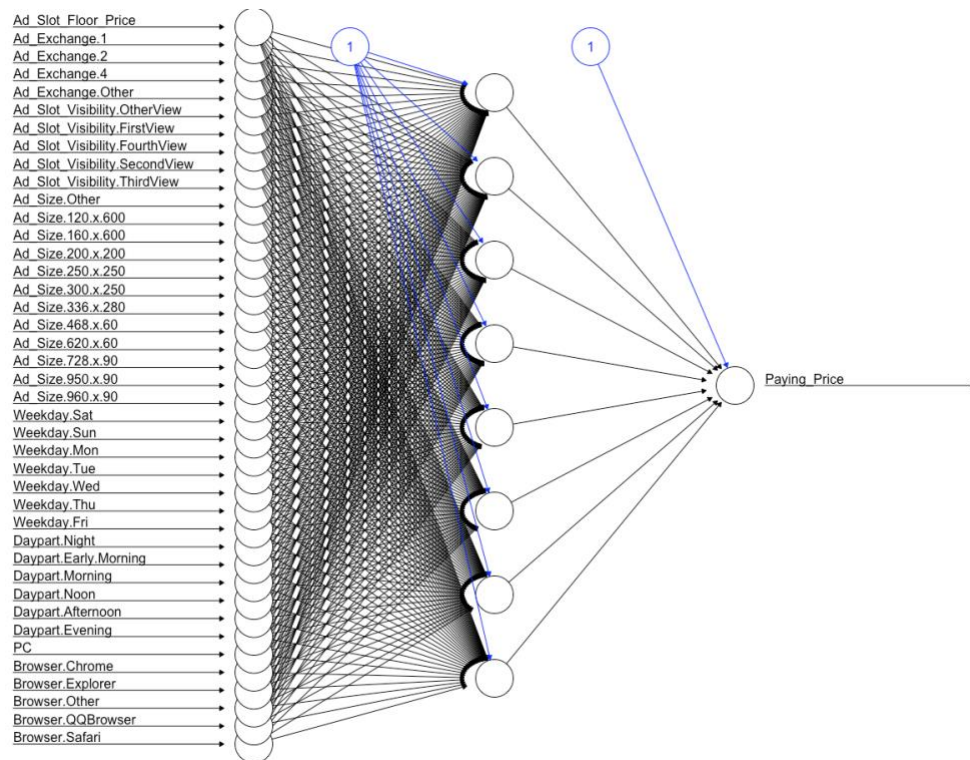 Ad_Slot_Floor_Price
Ad_Exchange.1
Ad_Exchange.2
Ad_Exchange.4
Ad_Exchange.Other
Ad_Slot_Visibility.OtherView
Ad_Slot_Visibility.FirstView
Ad_Slot_Visibility.FourthView
Ad_Slot_Visibility.SecondView
Ad_Slot_Visibility.ThirdView
Ad_Size.Other
Ad_Size.120.x.600
Ad_Size.160.x.600
Ad_Size.200.x.200
Ad_Size.250.x.250
Ad_Size.300.x.250
Ad_Size.336.x.280
Ad_Size.468.x.60
Ad_Size.620.x.60
Ad_Size.728.x.90
Ad_Size.950.x.90
Ad_Size.960.x.90
Weekday.Sat
Weekday.Sun
Weekday.Mon
Weekday.Tue
Weekday.Wed
Weekday.Thu
Weekday.Fri
Daypart.Night
Daypart.Early.Morning
Daypart.Morning
Daypart.Noon
Daypart.Afternoon
Daypart.Evening
PC
Browser.Chrome
Browser.Explorer
Browser.Other
Browser.QQBrowser
Browser.Safari
1
1
Paying_Price